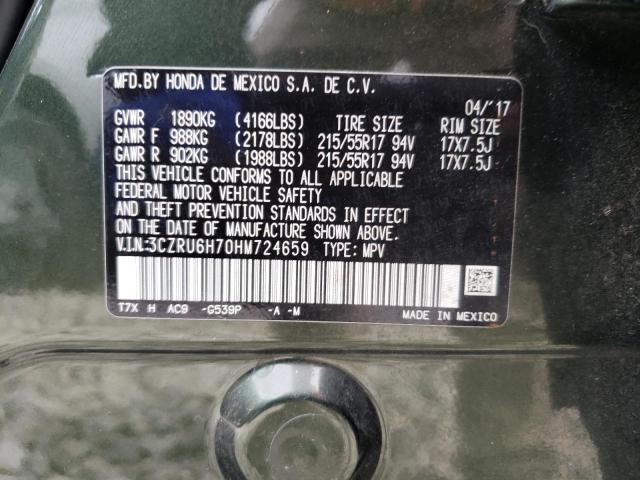 MFD.BY HONDA DE MEXICO S.A. DE C.V.
04/'17
GVWR 1890KG (4166LBS) TIRE SIZE RIM SIZE
GAWR F 988KG (2178LBS) 215/55R17 94V 17X7.5J
GAWR R 902KG (1988LBS) 215/55R17 94V 17X7.5J
THIS VEHICLE CONFORMS TO ALL APPLICABLE
FEDERAL MOTOR VEHICLE SAFETY
AND THEFT PREVENTION STANDARDS IN EFFECT
ON THE DATE OF MANUFACTURE SHOWN ABOVE.
V.I.N:3CZRU6H70HM724659 TYPE: MPV
T7X H AC9 -G539P -A -M MADE IN MEXICO